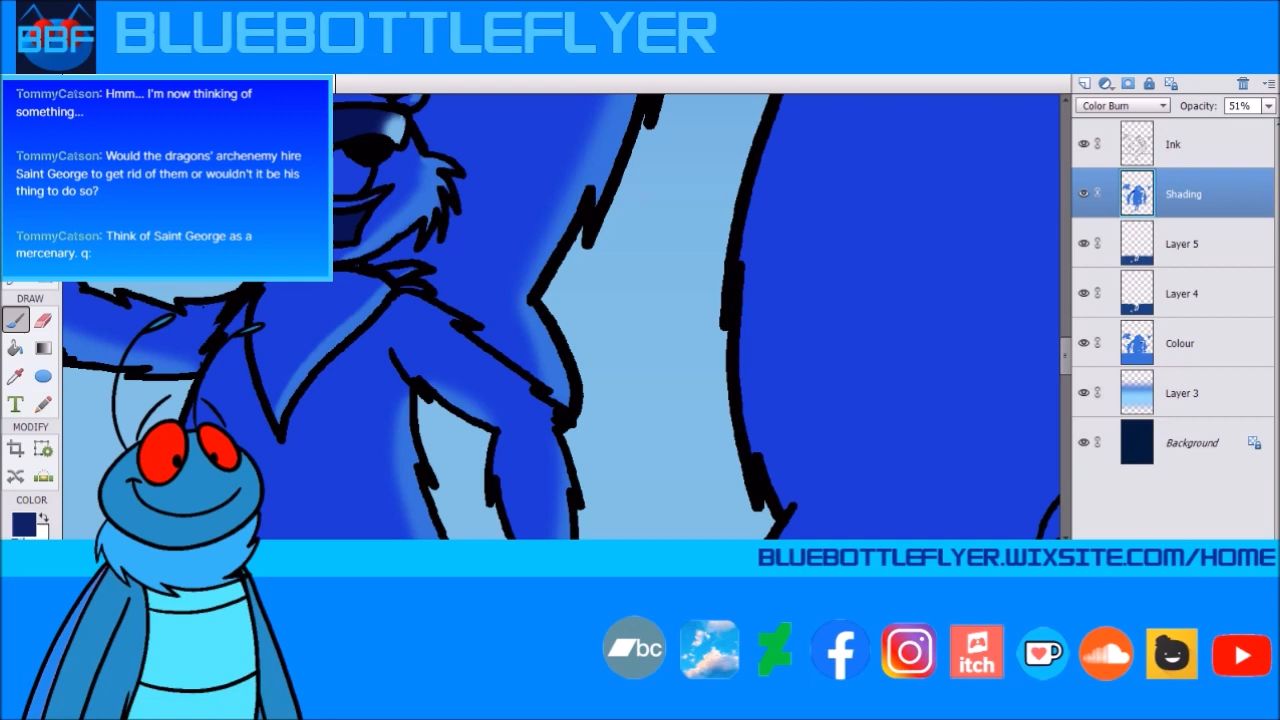 BBF
BLUEBOTTLEFLYER
TommyCatson: Hmm... I'm now thinking of
something...
TommyCatson: Would the dragons' archenemy hire
Saint George to get rid of them or wouldn't it be his
thing to do so?
TommyCatson: Think of Saint George as a
mercenary. q:
Color Burn
Opacity: 51%
Ink
Shading
Layer 5
Layer 4
Colour
Layer 3
Background
DRAW
T
MODIFY
COLOR
BLUEBOTTLEFLYER.WIXSITE.COM/HOME
bc
itch